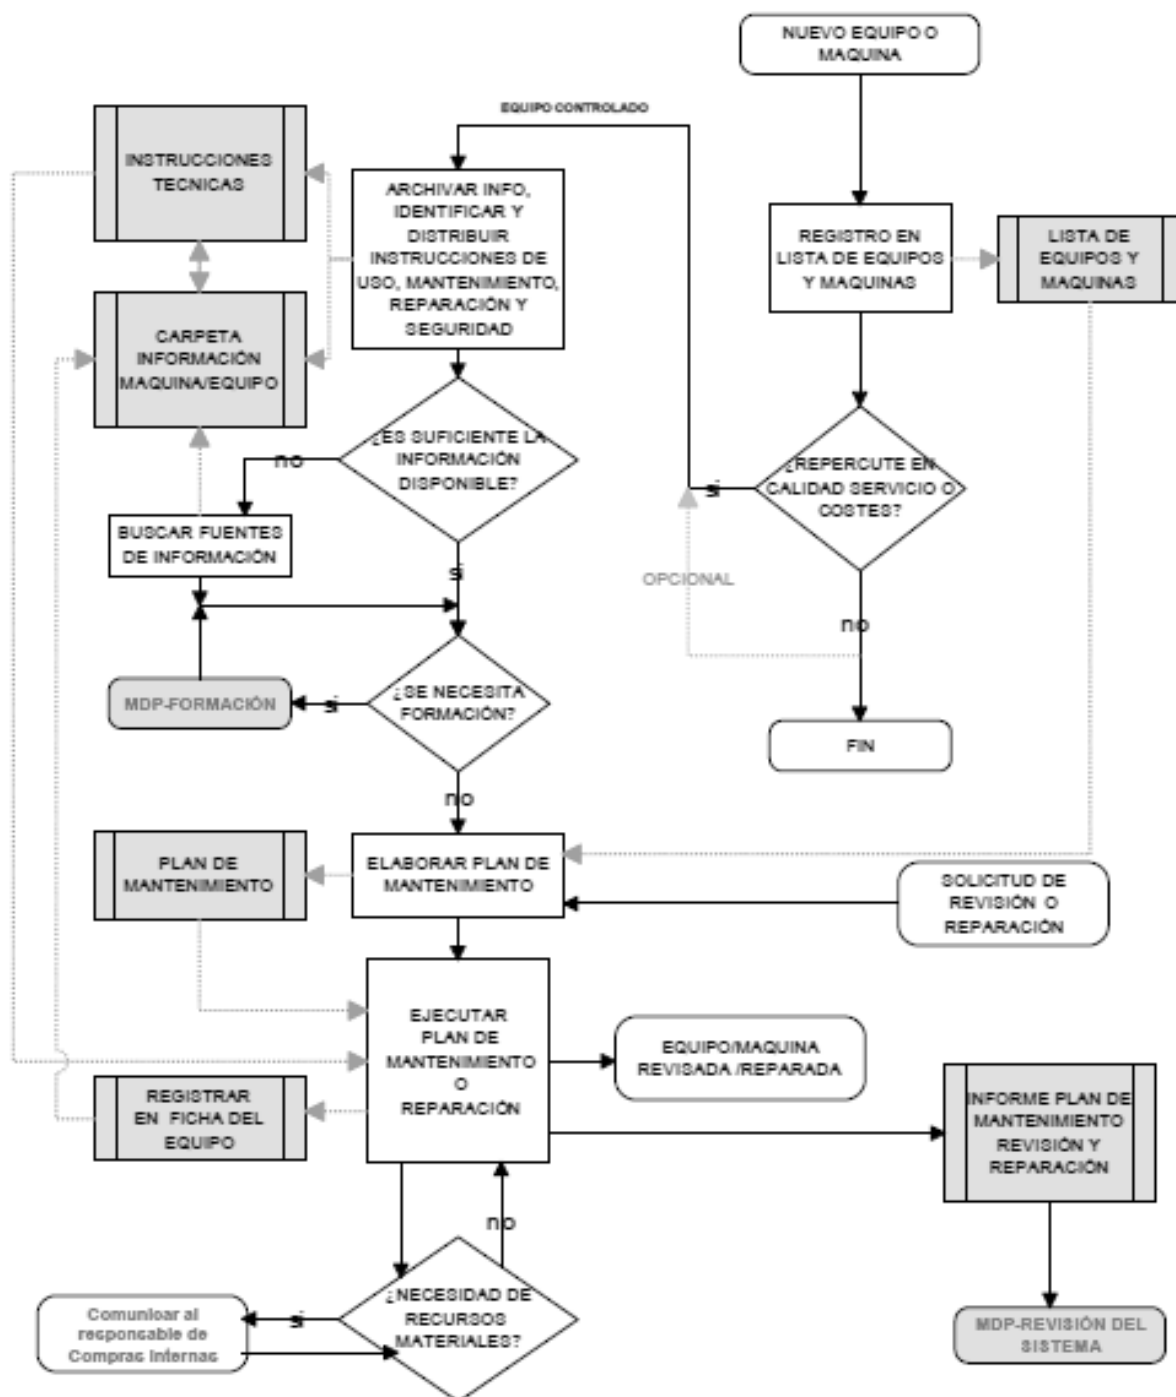 NUEVO EQUIPO O
MAQUINA
EQUIPO CONTROLADO
INSTRUCCIONES
TECNICAS
ARCHIVAR INFO,
IDENTIFICAR Y
DISTRIBUIR
INSTRUCCIONES DE
USO, MANTENIMIENTO,
REPARACIÓN Y
SEGURIDAD
REGISTRO EN
LISTA DE EQUIPOS
Y MAQUINAS
LISTA DE
EQUIPOS Y
MAQUINAS
CARPETA
INFORMACIÓN
MAQUINA/EQUIPO
¿ES SUFICIENTE LA
INFORMACIÓN
DISPONIBLE?
no
¿REPERCUTE EN
CALIDAD SERVICIO O
COSTES?
si
BUSCAR FUENTES
DE INFORMACIÓN
si
OPCIONAL
no
MDP-FORMACIÓN
si
¿SE NECESITA
FORMACIÓN?
FIN
no
PLAN DE
MANTENIMIENTO
ELABORAR PLAN DE
MANTENIMIENTO
SOLICITUD DE
REVISIÓN O
REPARACIÓN
EJECUTAR
PLAN DE
MANTENIMIENTO
O
REPARACIÓN
EQUIPO/MAQUINA
REVISADA /REPARADA
REGISTRAR
EN FICHA DEL
EQUIPO
INFORME PLAN DE
MANTENIMIENTO
REVISIÓN Y
REPARACIÓN
no
¿NECESIDAD DE
RECURSOS
MATERIALES?
si
Comunicar al
responsable de
Compras Internas
MDP-REVISIÓN DEL
SISTEMA